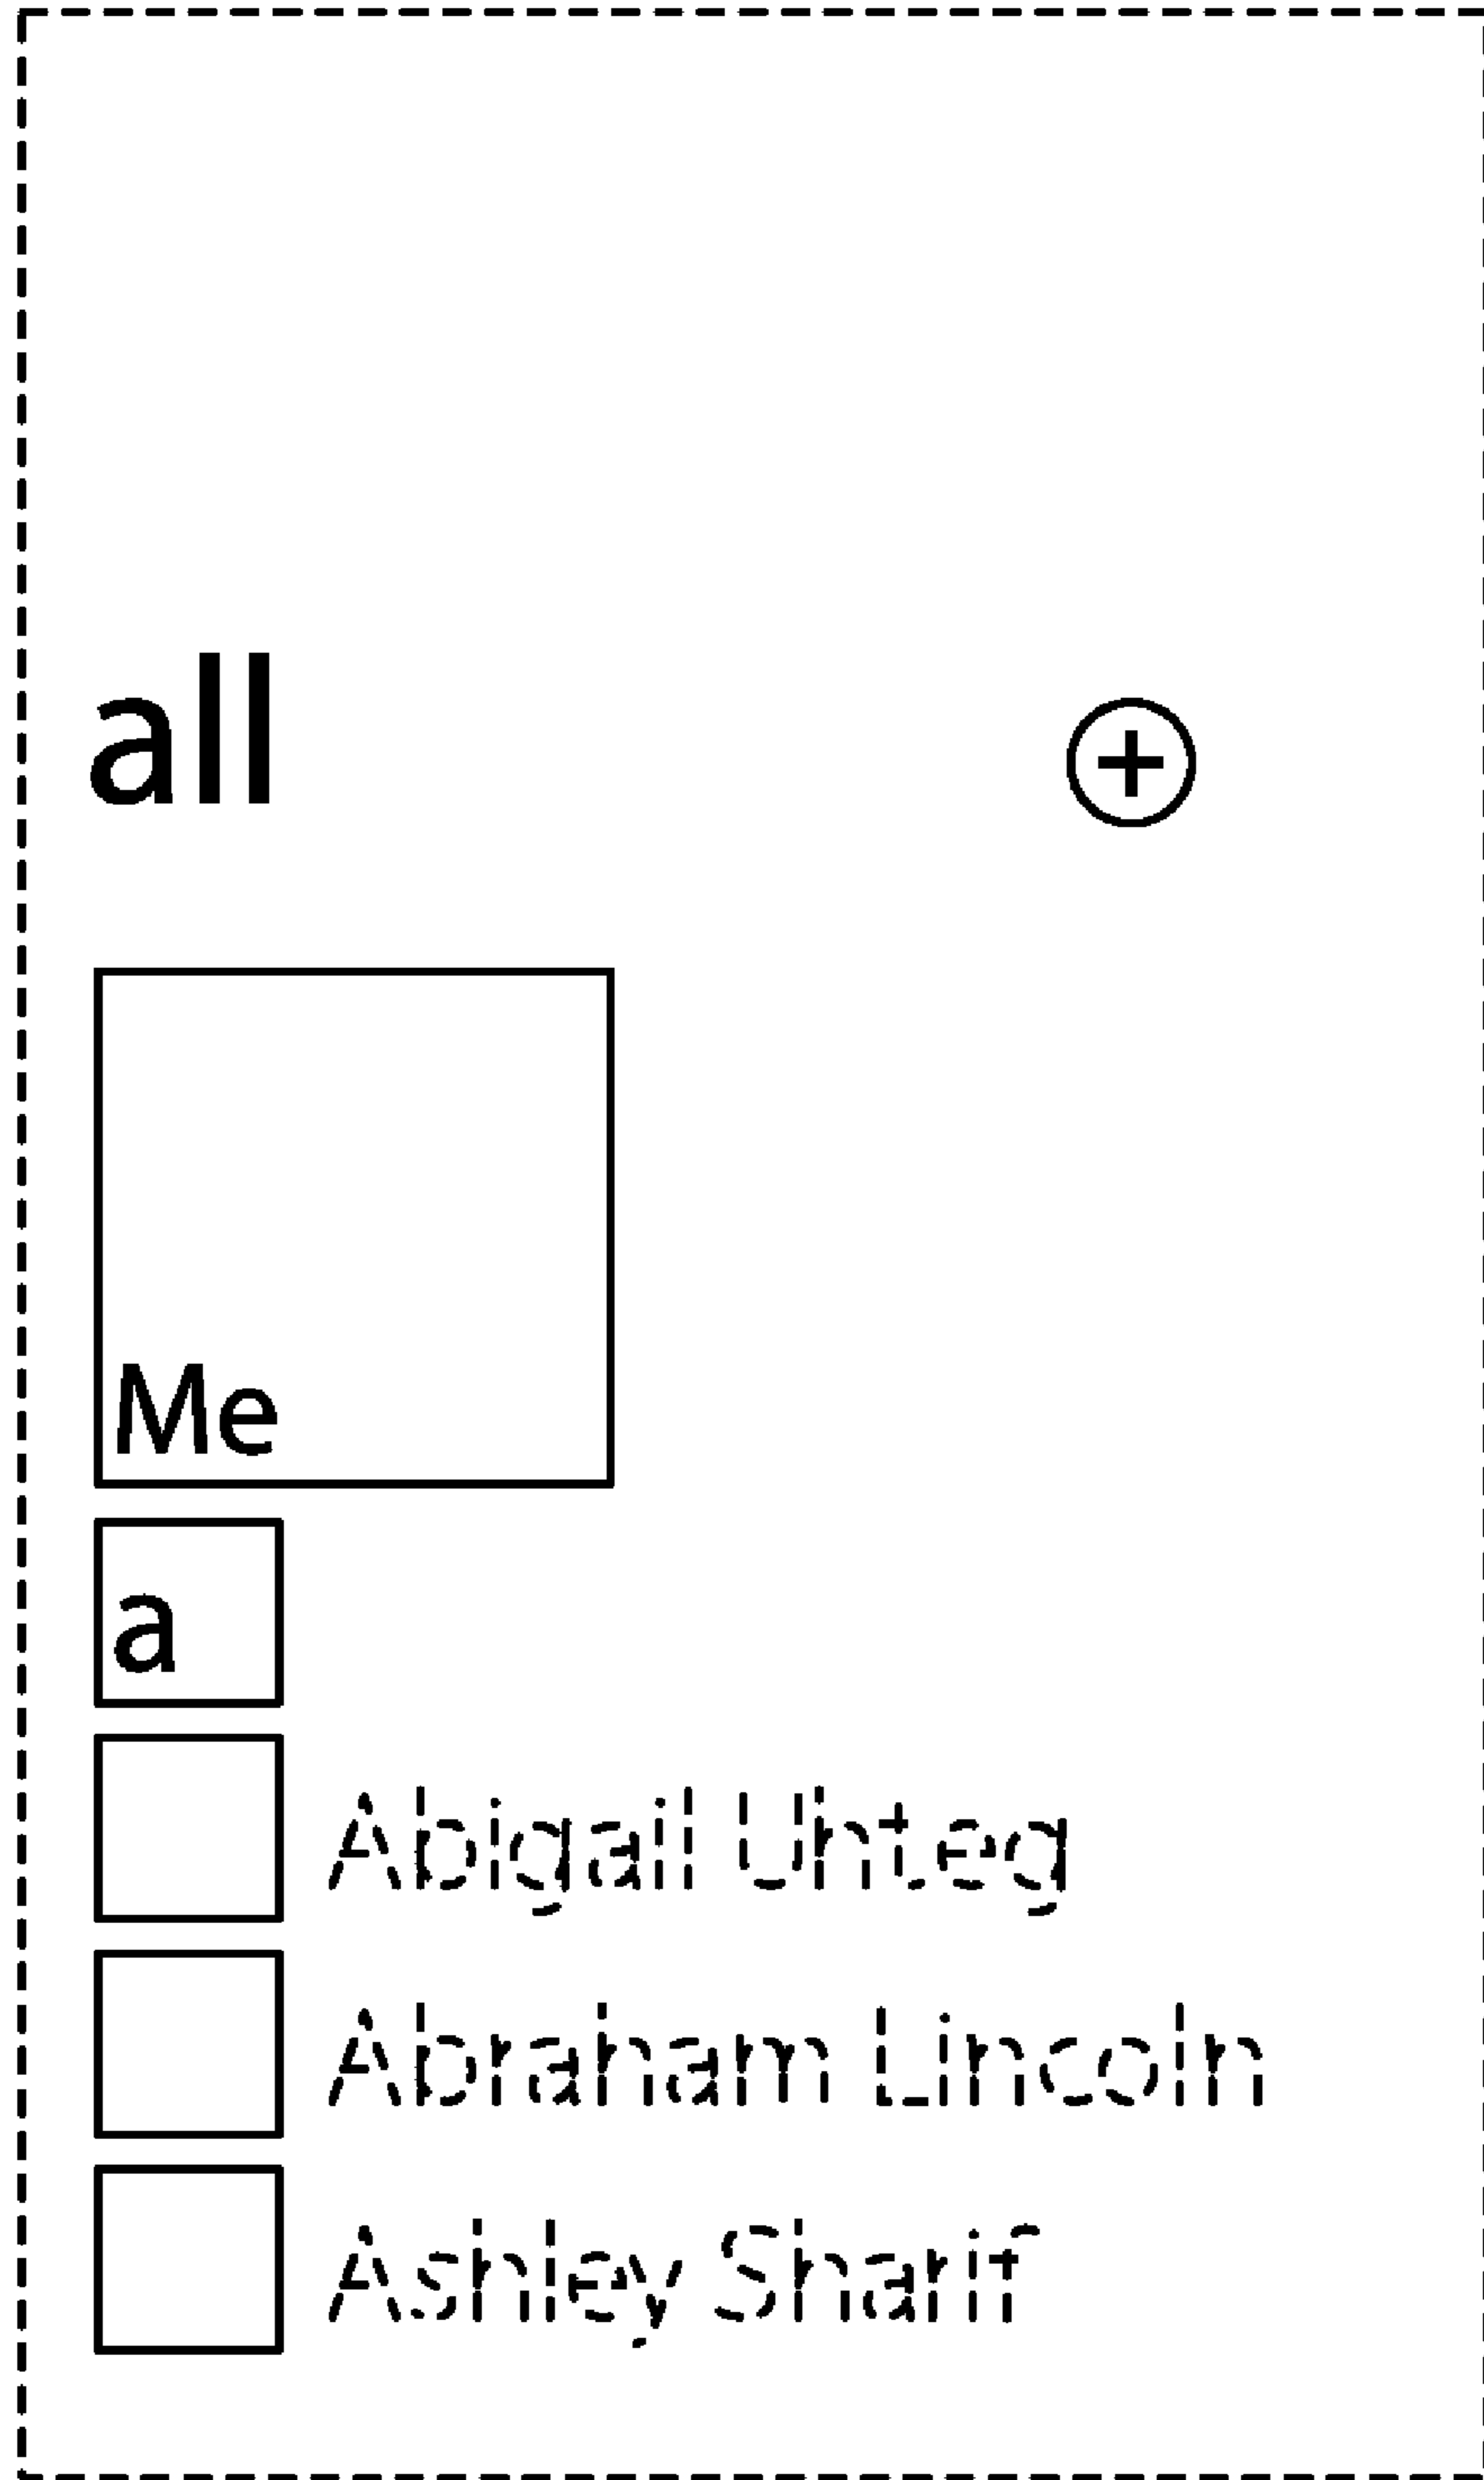 all
Me
a
Abigail Uhteg
Abraham Lincoln
Ashley Sharif